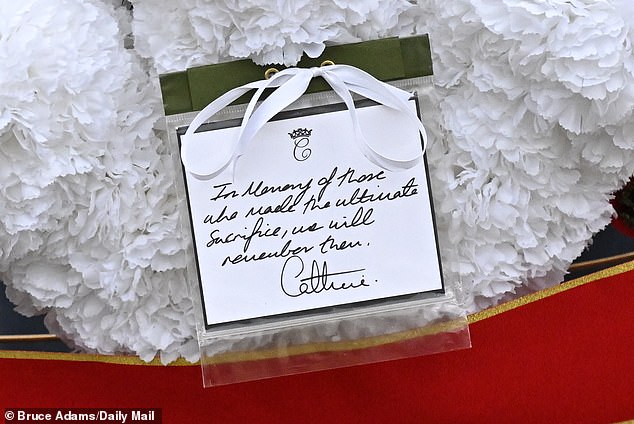 C
In Memory of those
who made the ultimate
sacrifice, we will
remember them.
Catherine.
© Bruce Adams/Daily Mail